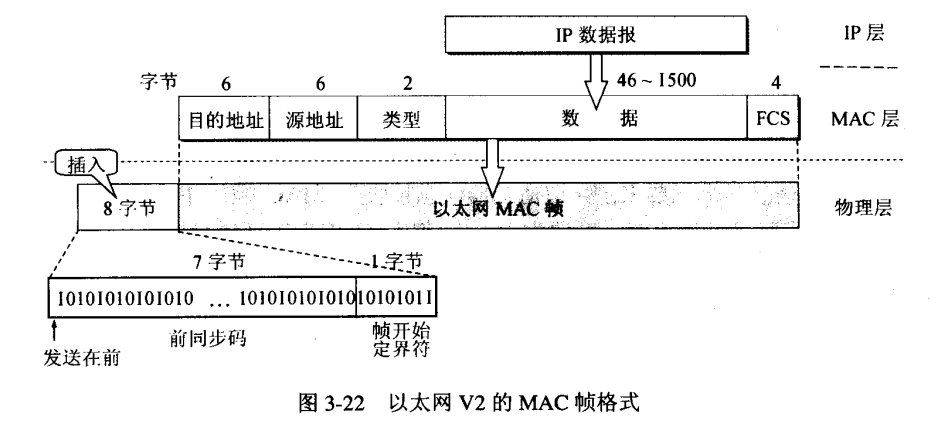 IP 数据报
IP 层
字节 6 6 2 46~1500 4
目的地址 源地址 类型 数 据 FCS
MAC 层
插入
8 字节
以太网 MAC 帧
物理层
7 字节 1 字节
10101010101010 … 10101010101010101011
前同步码
帧开始
定界符
发送在前
图 3-22 以太网 V2 的 MAC 帧格式